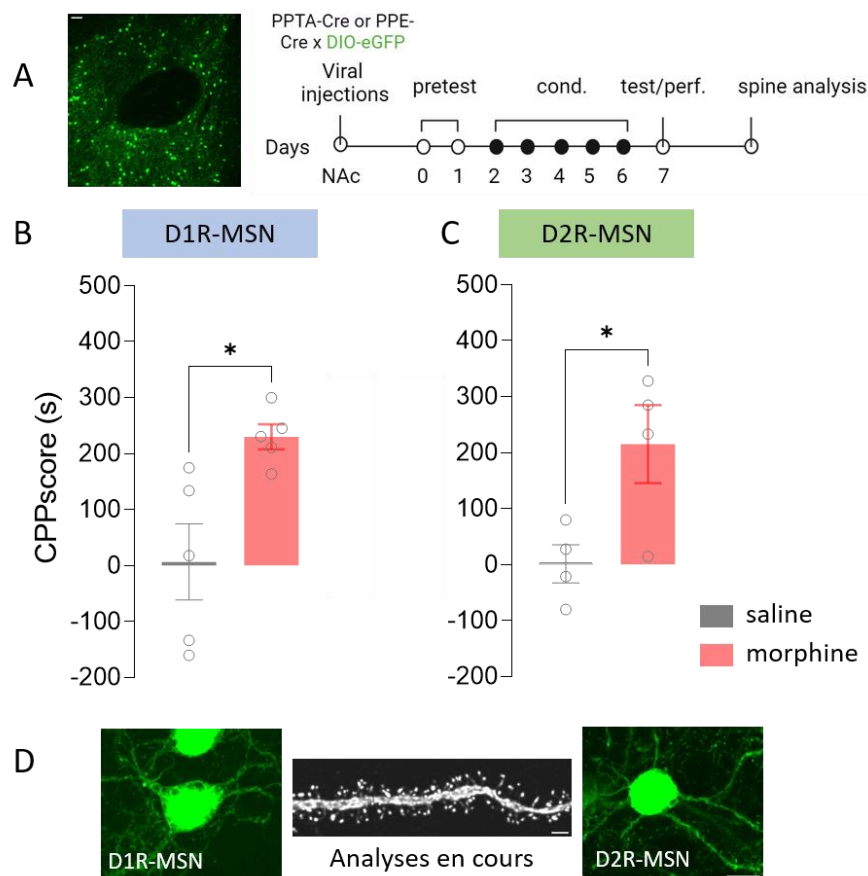 A
PPTA-Cre or PPE-
Cre x DIO-eGFP
Viral
injections
pretest
cond.
test/perf.
spine analysis
Days
NAc 0 1 2 3 4 5 6 7
B
D1R-MSN
C
D2R-MSN
CPPscore (s)
500
400
300
200
100
0
-100
-200
*
500
400
300
200
100
0
-100
-200
*
saline
morphine
D
D1R-MSN
Analyses en cours
D2R-MSN